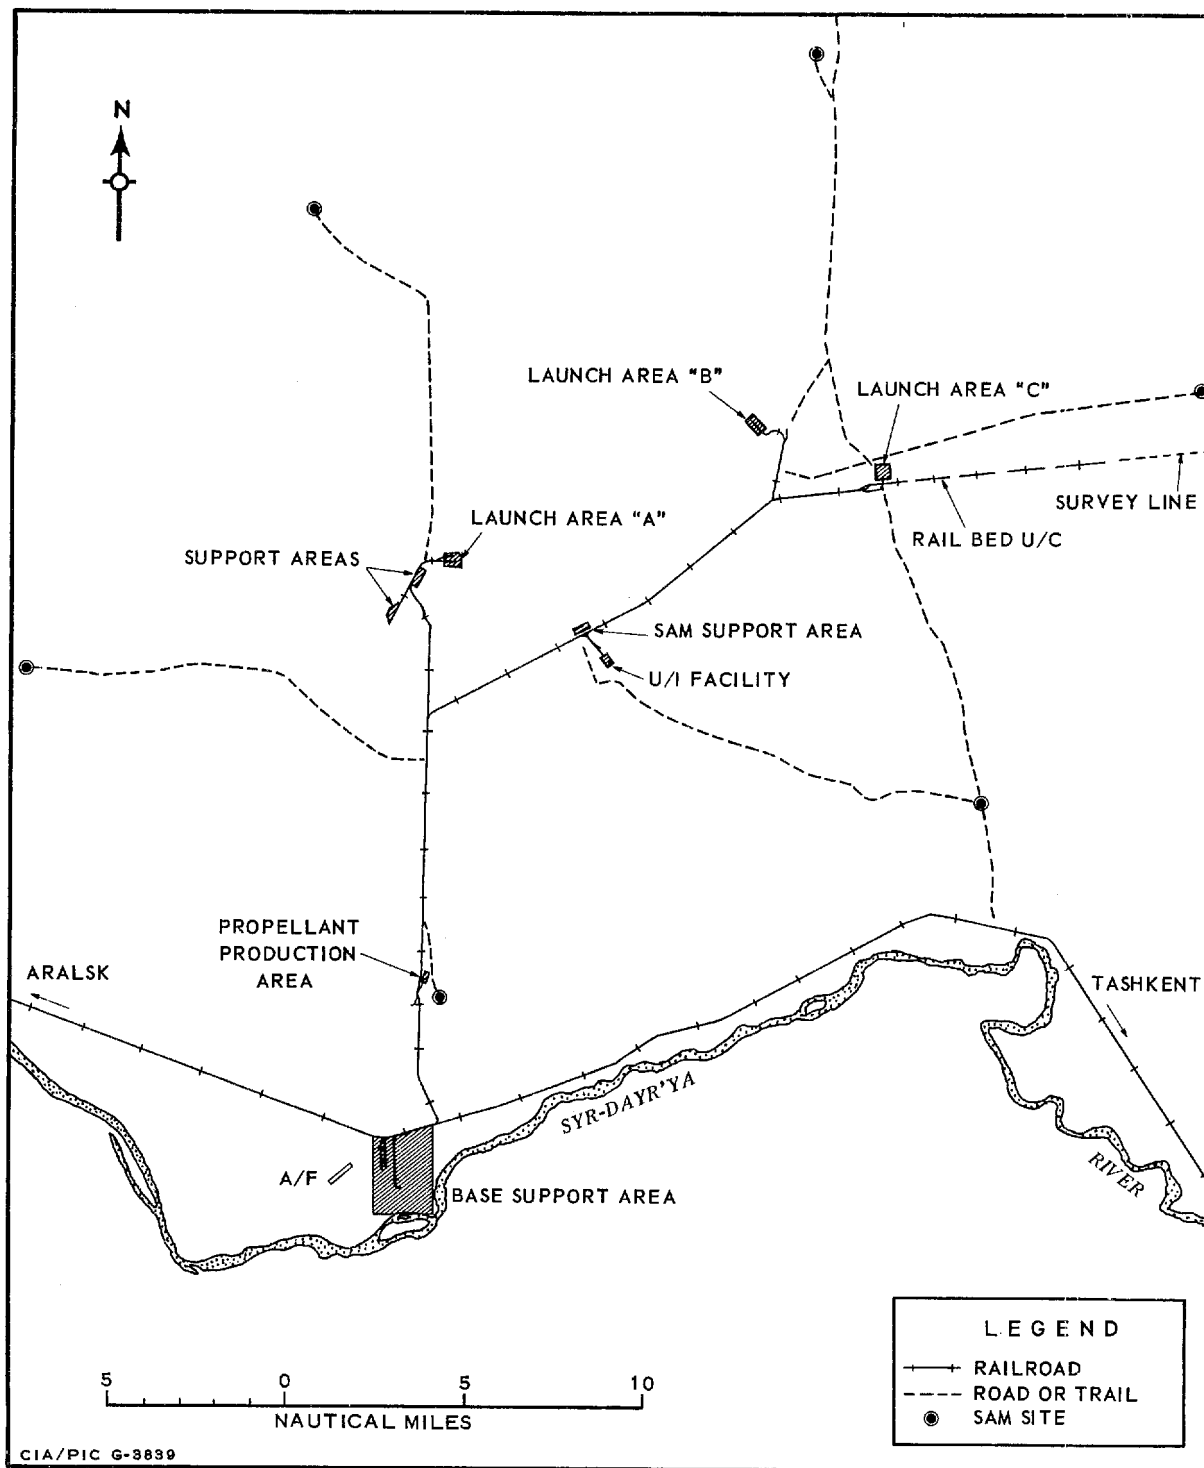 N
LAUNCH AREA "B"
LAUNCH AREA "C"
SURVEY LINE
RAIL BED U/C
LAUNCH AREA "A"
SUPPORT AREAS
SAM SUPPORT AREA
U/I FACILITY
PROPELLANT
PRODUCTION
AREA
ARALSK
TASHKENT
SYR-DAYR'YA
RIVER
A/F
BASE SUPPORT AREA
LEGEND
RAILROAD
ROAD OR TRAIL
SAM SITE
5 0 5 10
NAUTICAL MILES
CIA/PIC G-3839